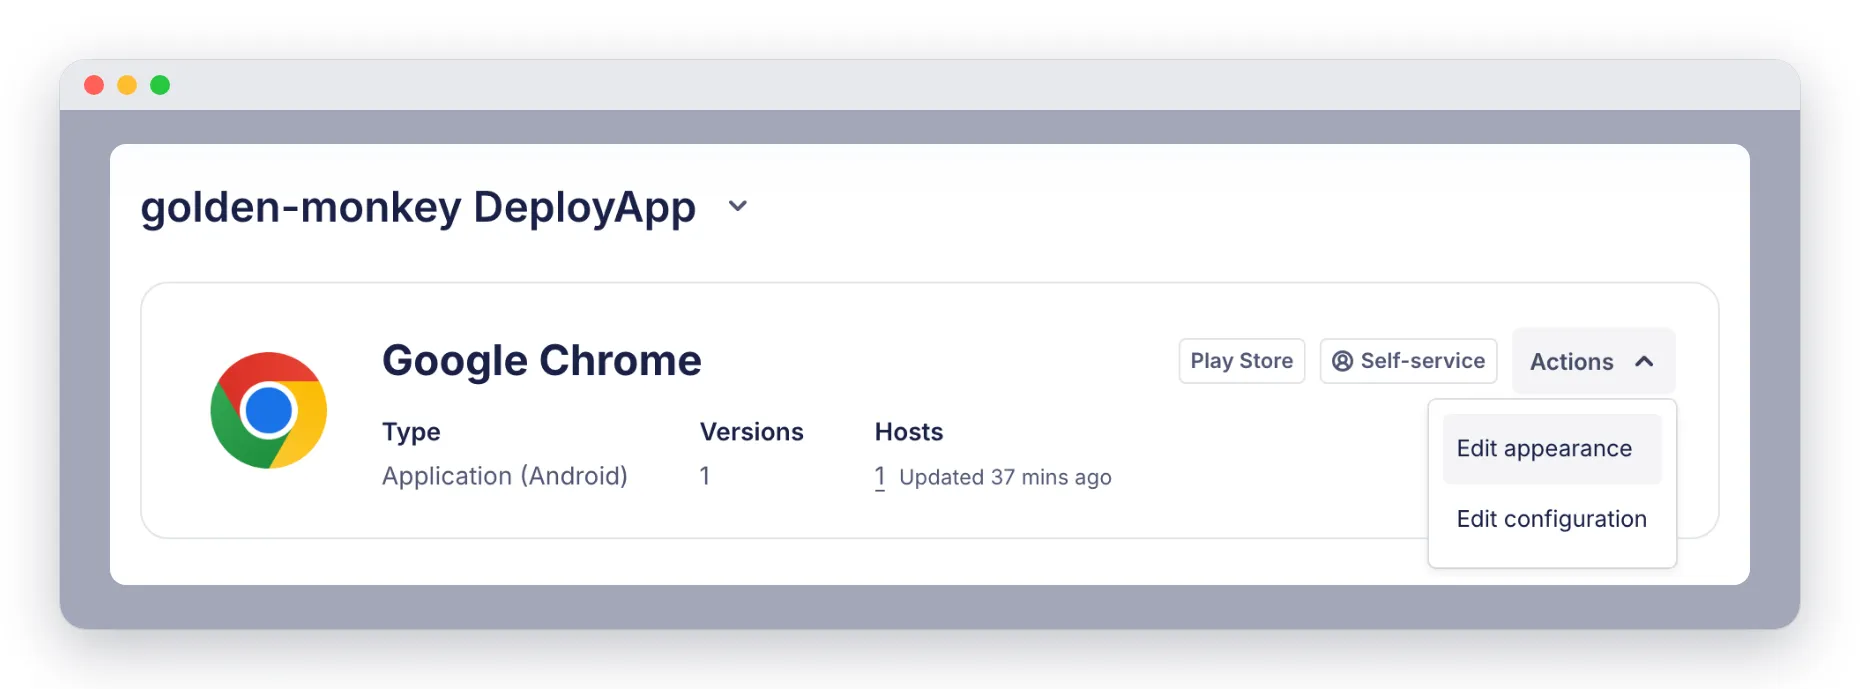 golden-monkey DeployApp
Google Chrome
Play Store
Self-service
Actions
Type
Versions
Hosts
Application (Android)
1
1 Updated 37 mins ago
Edit appearance
Edit configuration